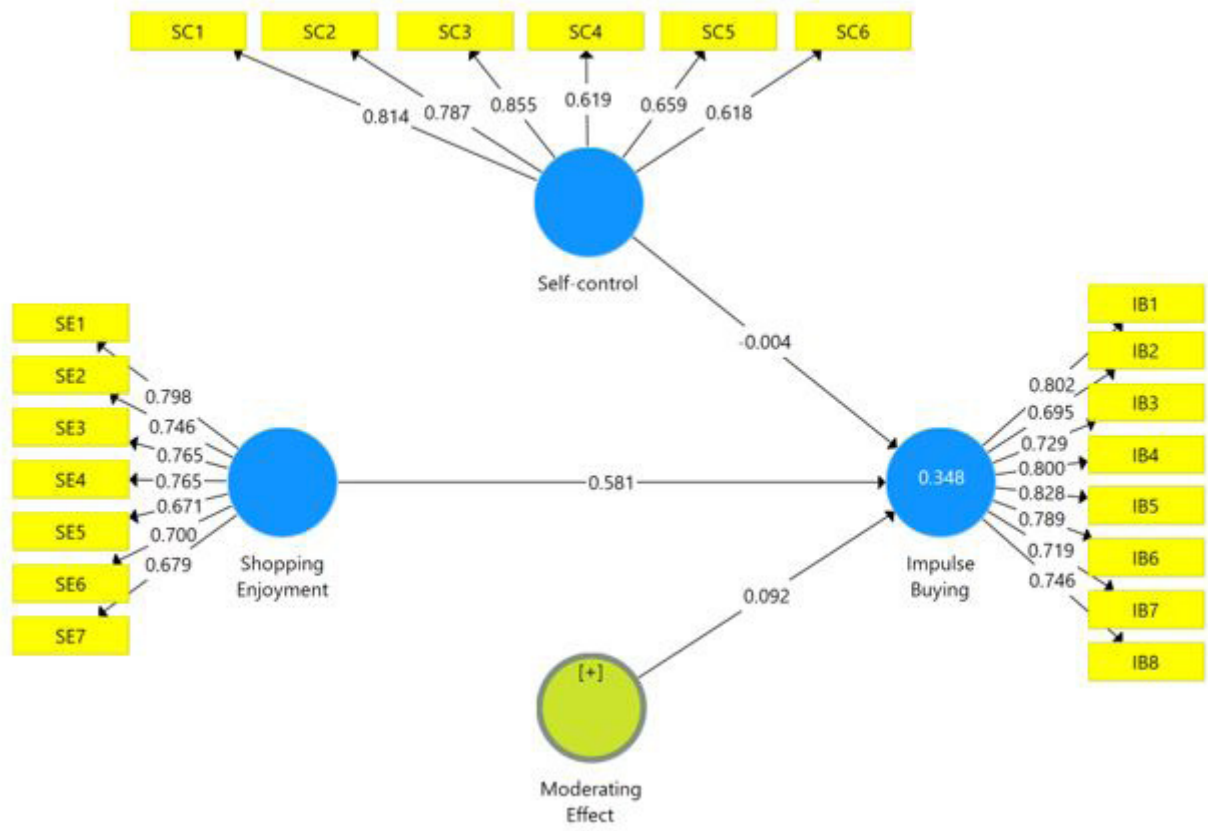 SC1 SC2 SC3 SC4 SC5 SC6
0.814 0.787 0.855 0.619 0.659 0.618
Self-control
-0.004
SE1
SE2
SE3
SE4
SE5
SE6
SE7
0.798
0.746
0.765
0.765
0.671
0.700
0.679
Shopping
Enjoyment
0.581
0.348
Impulse
Buying
0.802
0.695
0.729
0.800
0.828
0.789
0.719
0.746
IB1
IB2
IB3
IB4
IB5
IB6
IB7
IB8
0.092
[+]
Moderating
Effect